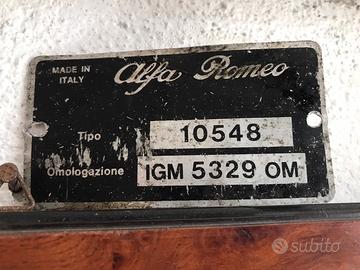 MADE IN
ITALY
Alfa Romeo
Tipo
10548
Omologazione
IGM 5329 OM
subito